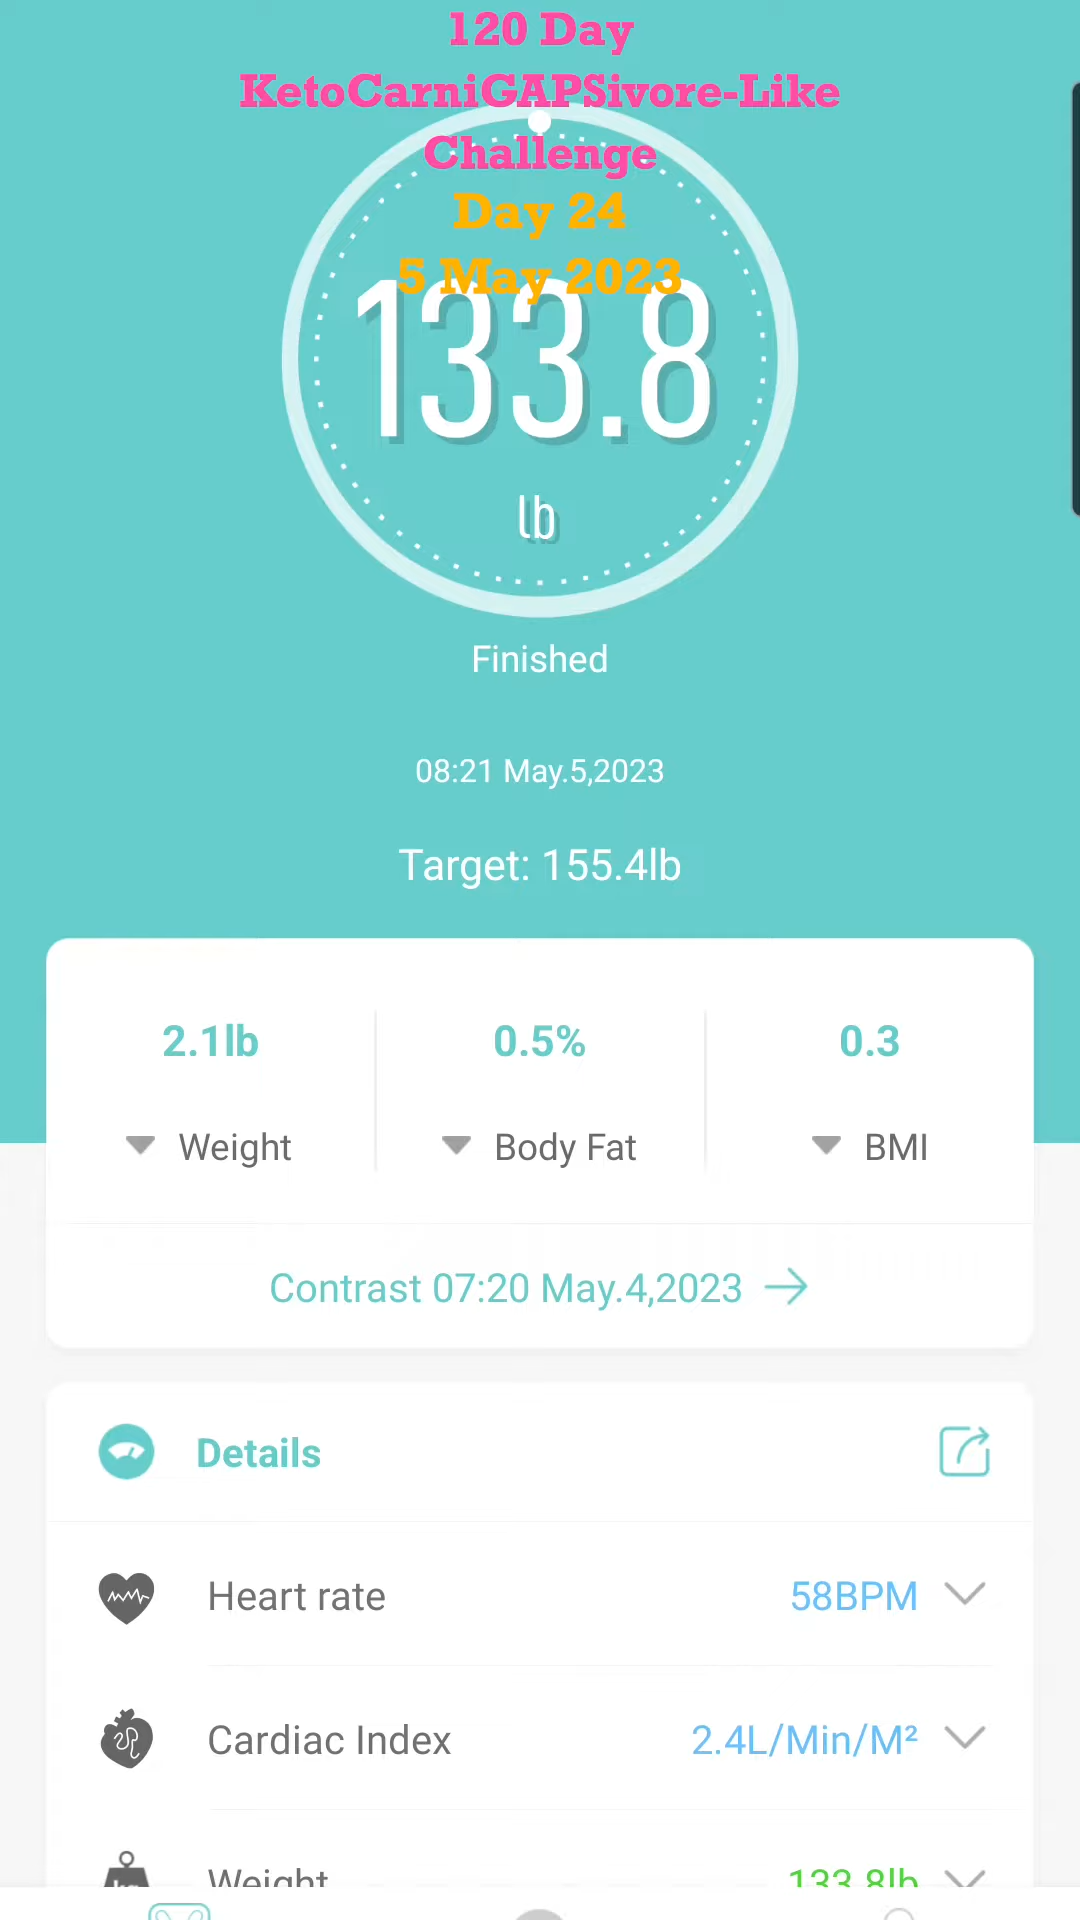 120 Day
KetoCarniGAPSivore-Like
Challenge
Day 24
5 May 2023
133.8
lb
Finished
08:21 May.5,2023
Target: 155.4lb
2.1lb 0.5% 0.3
Weight Body Fat BMI
Contrast 07:20 May.4,2023
Details
Heart rate 58BPM
Cardiac Index 2.4L/Min/M²
Weight 133.8lb